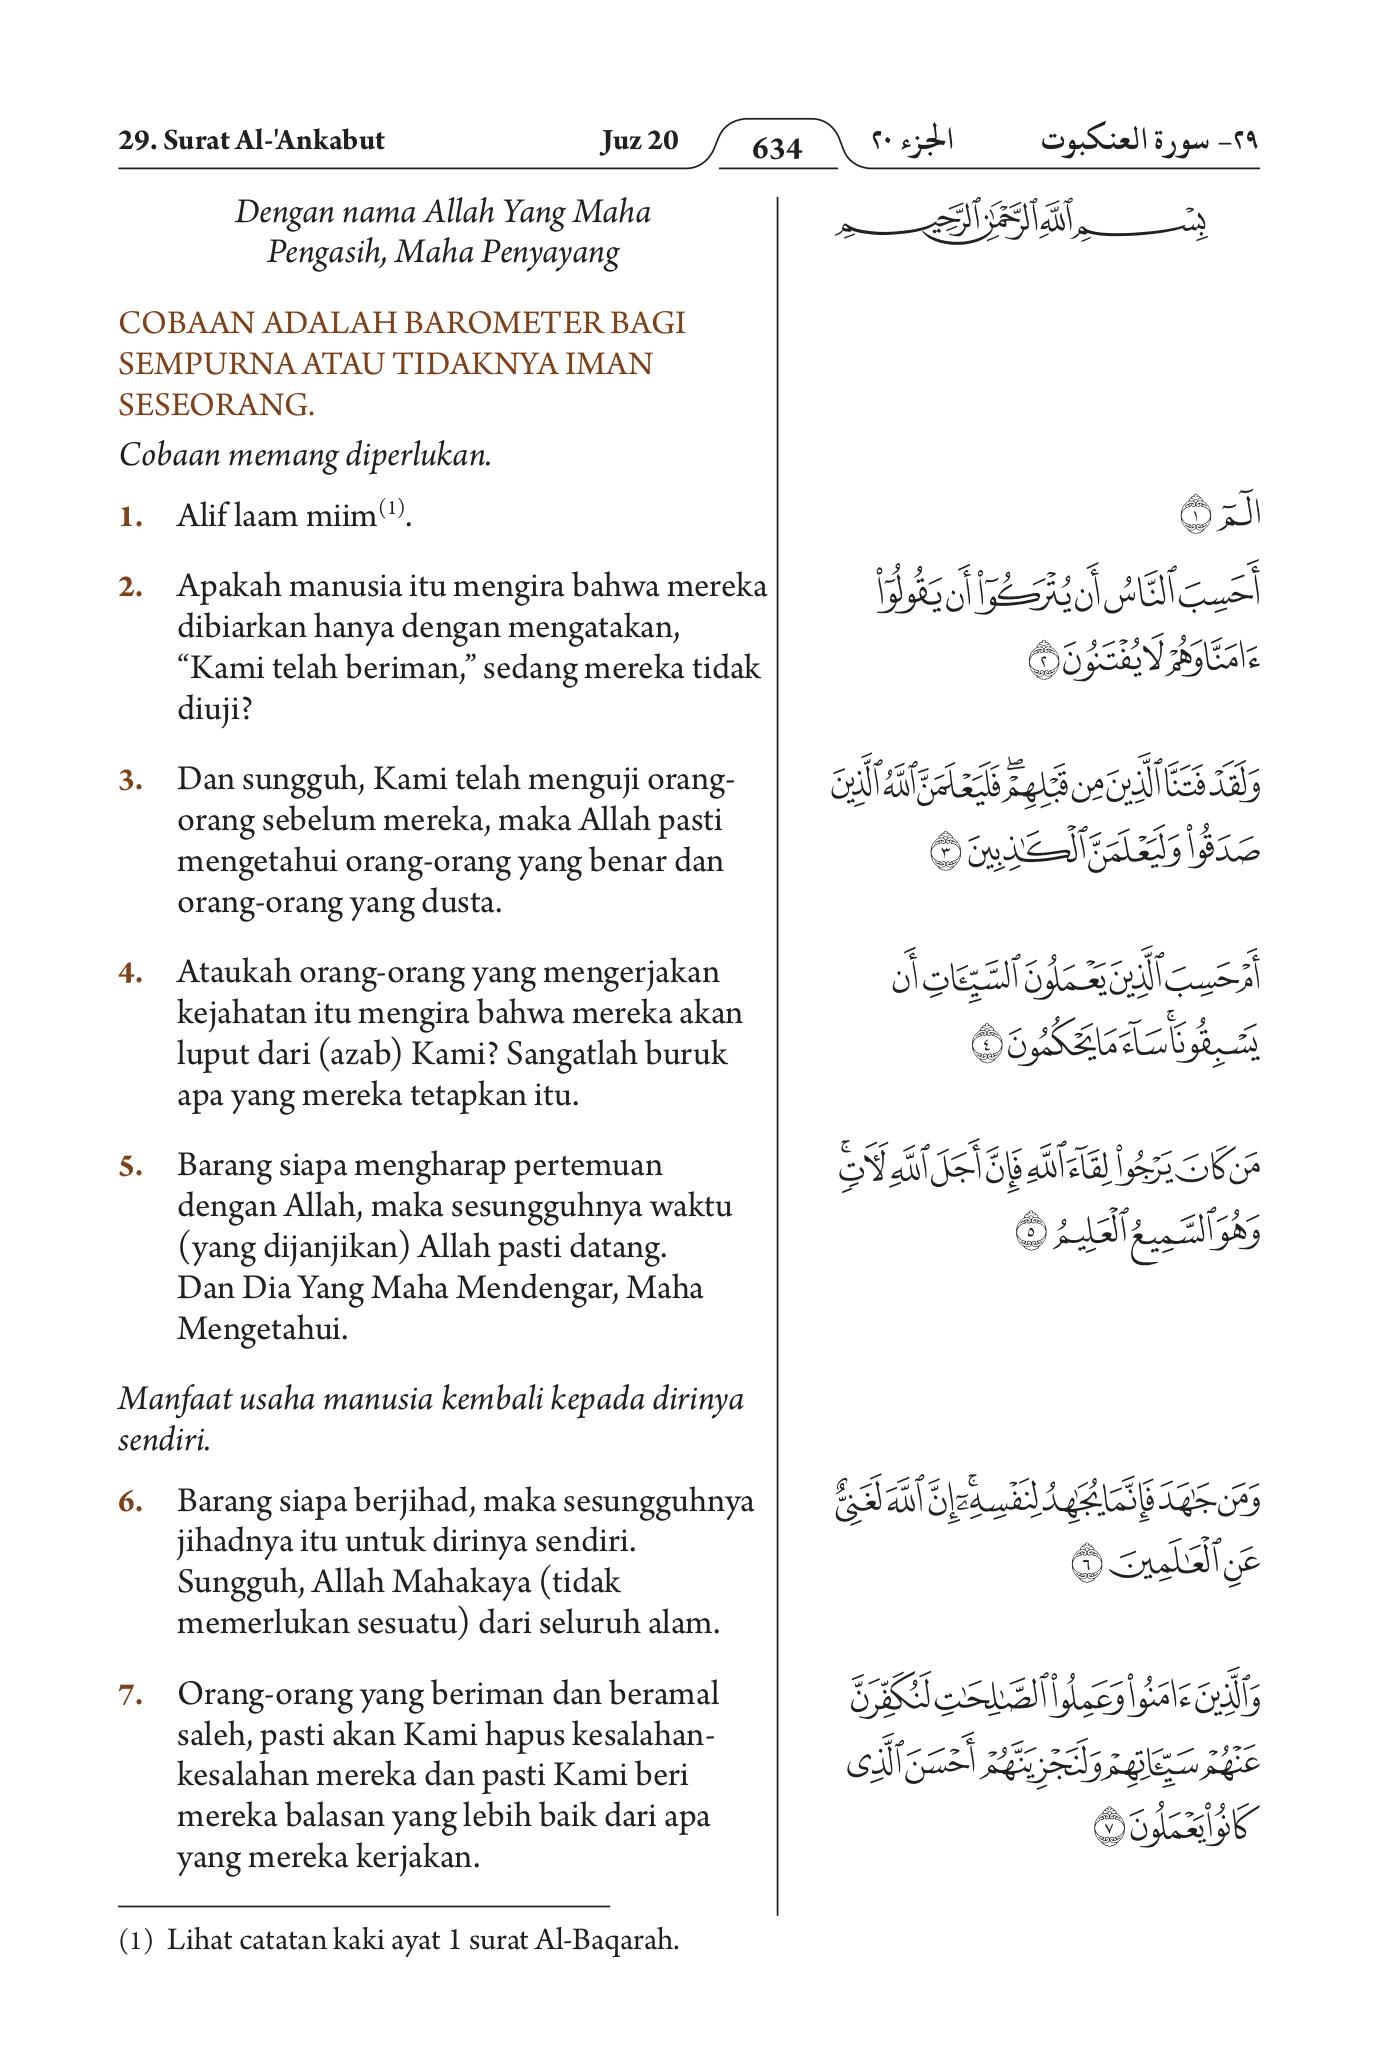 29. Surat Al-'Ankabut Juz 20 634 الجزء ٢٠ ٢٩- سورة العنكبوت
Dengan nama Allah Yang Maha
Pengasih, Maha Penyayang
COBAAN ADALAH BAROMETER BAGI
SEMPURNA ATAU TIDAKNYA IMAN
SESEORANG.
Cobaan memang diperlukan.
1. Alif laam miim(1).
2. Apakah manusia itu mengira bahwa mereka
dibiarkan hanya dengan mengatakan,
“Kami telah beriman,” sedang mereka tidak
diuji?
3. Dan sungguh, Kami telah menguji orang-
orang sebelum mereka, maka Allah pasti
mengetahui orang-orang yang benar dan
orang-orang yang dusta.
4. Ataukah orang-orang yang mengerjakan
kejahatan itu mengira bahwa mereka akan
luput dari (azab) Kami? Sangatlah buruk
apa yang mereka tetapkan itu.
5. Barang siapa mengharap pertemuan
dengan Allah, maka sesungguhnya waktu
(yang dijanjikan) Allah pasti datang.
Dan Dia Yang Maha Mendengar, Maha
Mengetahui.
Manfaat usaha manusia kembali kepada dirinya
sendiri.
6. Barang siapa berjihad, maka sesungguhnya
jihadnya itu untuk dirinya sendiri.
Sungguh, Allah Mahakaya (tidak
memerlukan sesuatu) dari seluruh alam.
7. Orang-orang yang beriman dan beramal
saleh, pasti akan Kami hapus kesalahan-
kesalahan mereka dan pasti Kami beri
mereka balasan yang lebih baik dari apa
yang mereka kerjakan.
(1) Lihat catatan kaki ayat 1 surat Al-Baqarah.
بِسْمِ ٱللَّهِ ٱلرَّحْمَٰنِ ٱلرَّحِيمِ
الٓمٓ ١
أَحَسِبَ ٱلنَّاسُ أَن يُتْرَكُوٓا۟ أَن يَقُولُوٓا۟
ءَامَنَّا وَهُمْ لَا يُفْتَنُونَ ٢
وَلَقَدْ فَتَنَّا ٱلَّذِينَ مِن قَبْلِهِمْ ۖ فَلَيَعْلَمَنَّ ٱللَّهُ ٱلَّذِينَ
صَدَقُوا۟ وَلَيَعْلَمَنَّ ٱلْكَٰذِبِينَ ٣
أَمْ حَسِبَ ٱلَّذِينَ يَعْمَلُونَ ٱلسَّيِّـَٔاتِ أَن
يَسْبِقُونَا ۚ سَآءَ مَا يَحْكُمُونَ ٤
مَن كَانَ يَرْجُوا۟ لِقَآءَ ٱللَّهِ فَإِنَّ أَجَلَ ٱللَّهِ لَـَٔاتٍ ۚ
وَهُوَ ٱلسَّمِيعُ ٱلْعَلِيمُ ٥
وَمَن جَٰهَدَ فَإِنَّمَا يُجَٰهِدُ لِنَفْسِهِۦٓ ۚ إِنَّ ٱللَّهَ لَغَنِىٌّ
عَنِ ٱلْعَٰلَمِينَ ٦
وَٱلَّذِينَ ءَامَنُوا۟ وَعَمِلُوا۟ ٱلصَّٰلِحَٰتِ لَنُكَفِّرَنَّ
عَنْهُمْ سَيِّـَٔاتِهِمْ وَلَنَجْزِيَنَّهُمْ أَحْسَنَ ٱلَّذِى
كَانُوا۟ يَعْمَلُونَ ٧